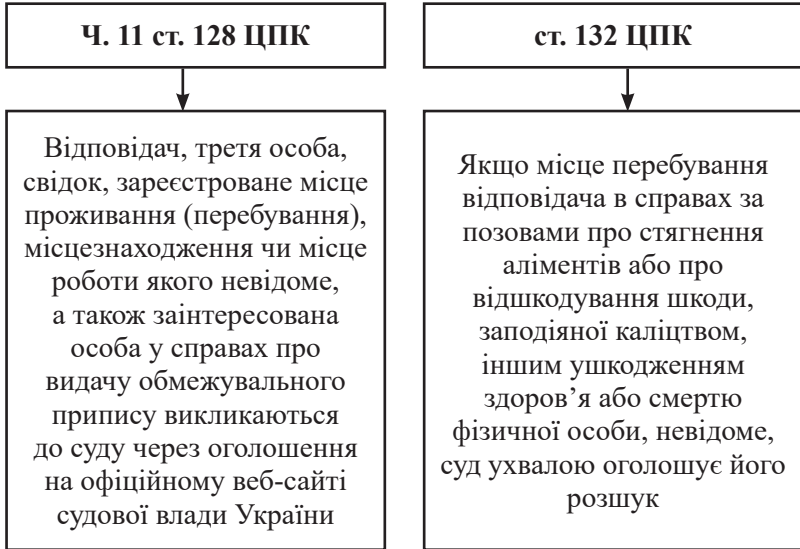 Ч. 11 ст. 128 ЦПК
Відповідач, третя особа,
свідок, зареєстроване місце
проживання (перебування),
місцезнаходження чи місце
роботи якого невідоме,
а також заінтересована
особа у справах про
видачу обмежувального
припису викликаються
до суду через оголошення
на офіційному веб-сайті
судової влади України
ст. 132 ЦПК
Якщо місце перебування
відповідача в справах за
позовами про стягнення
аліментів або про
відшкодування шкоди,
заподіяної каліцтвом,
іншим ушкодженням
здоров’я або смертю
фізичної особи, невідоме,
суд ухвалою оголошує його
розшук